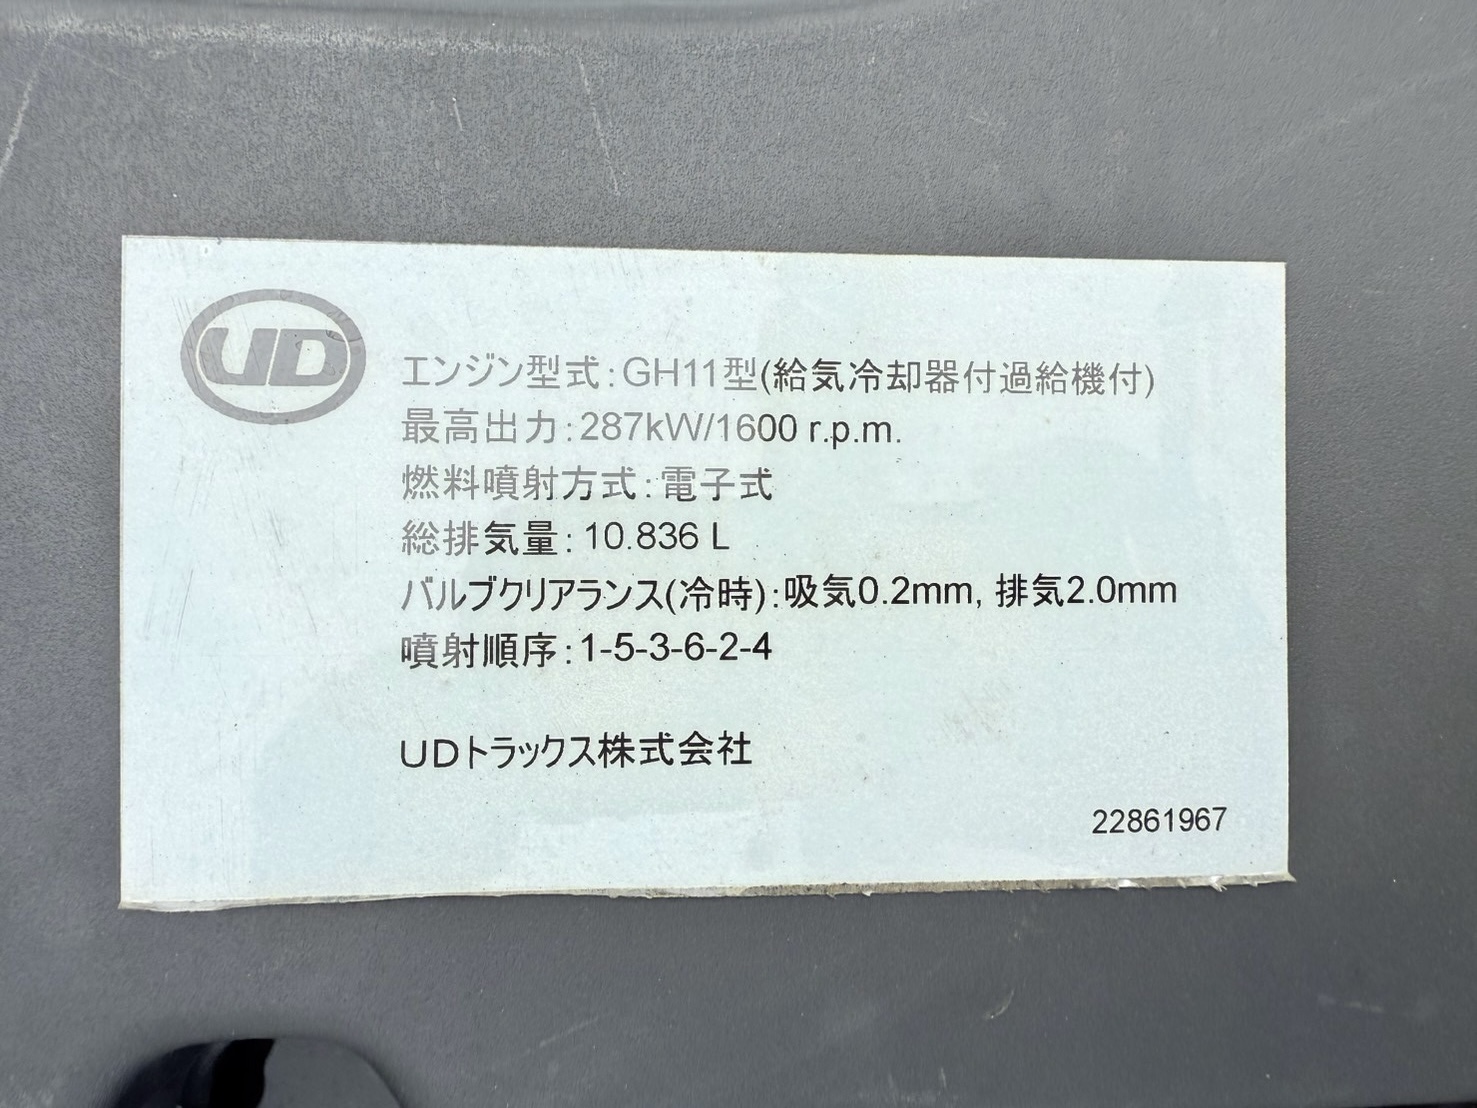 UD
エンジン型式:GH11型(給気冷却器付過給機付)
最高出力:287kW/1600 r.p.m.
燃料噴射方式:電子式
総排気量:10.836 L
バルブクリアランス(冷時):吸気0.2mm, 排気2.0mm
噴射順序:1-5-3-6-2-4
UDトラックス株式会社
22861967